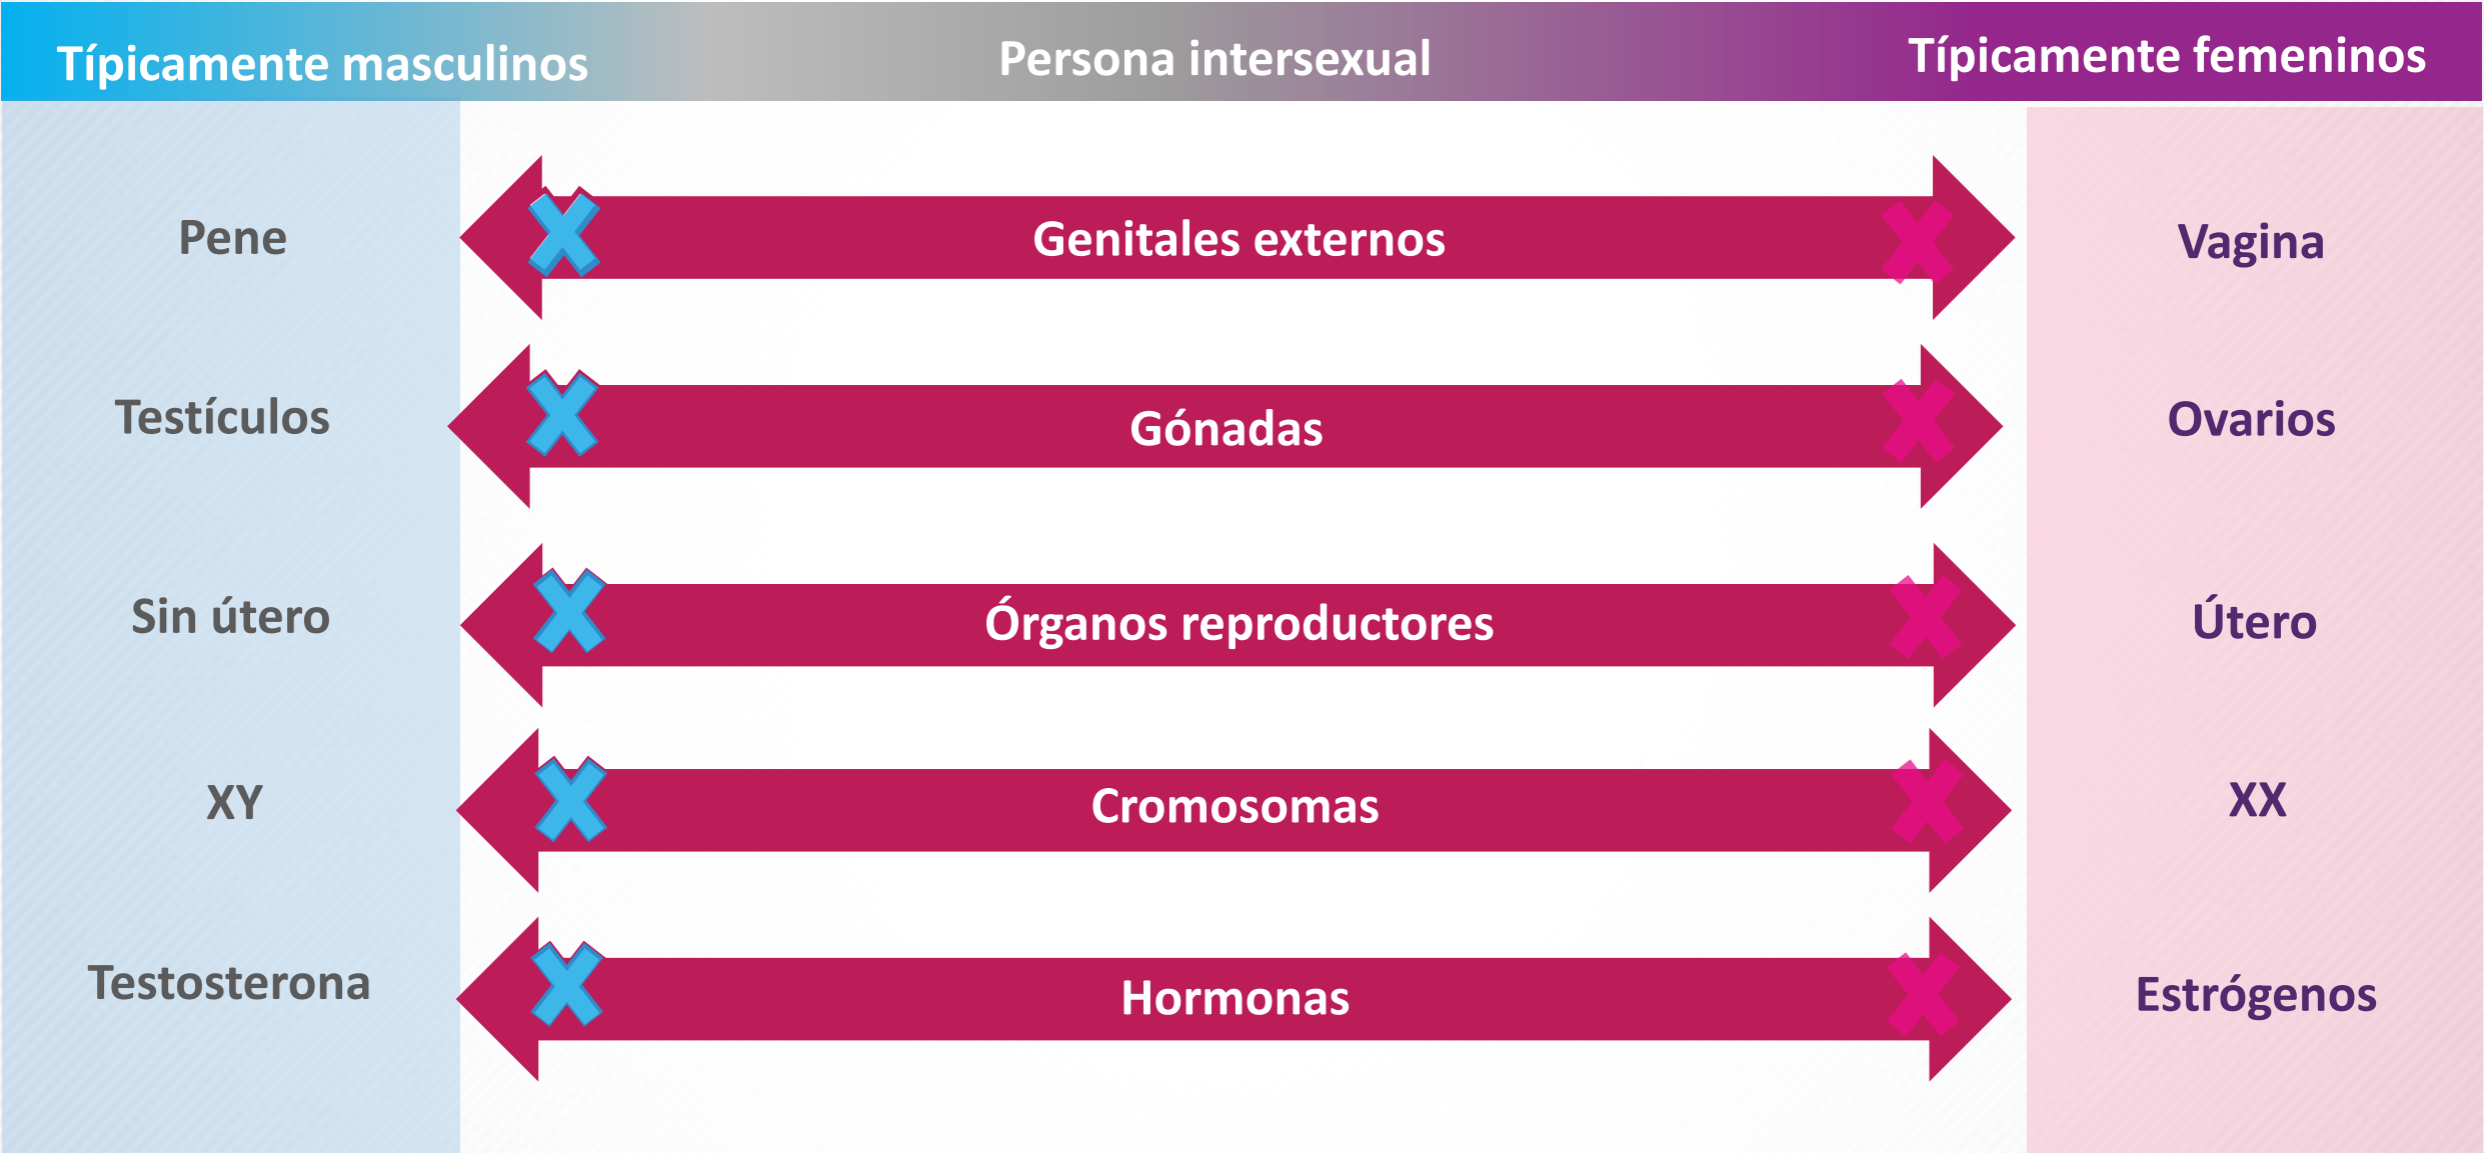 Típicamente masculinos
Persona intersexual
Típicamente femeninos
Pene
Genitales externos
Vagina
Testículos
Gónadas
Ovarios
Sin útero
Órganos reproductores
Útero
XY
Cromosomas
XX
Testosterona
Hormonas
Estrógenos